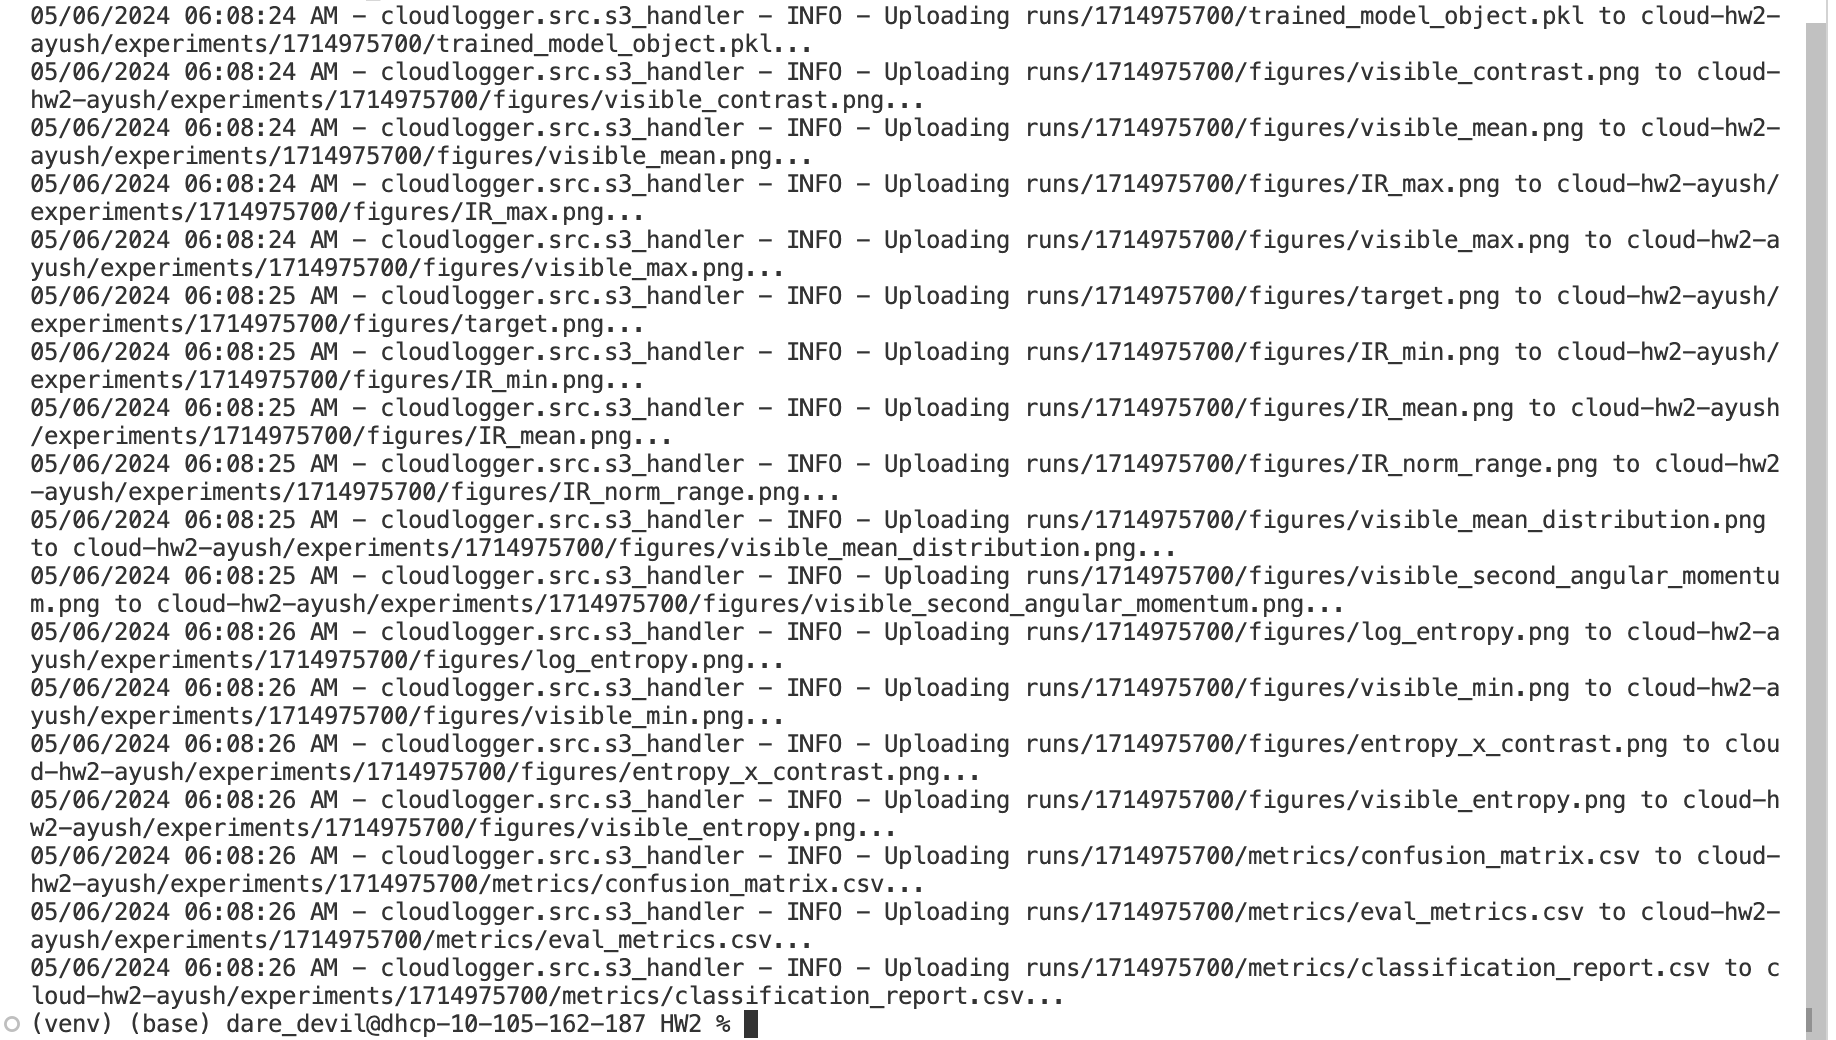 05/06/2024 06:08:24 AM – cloudlogger.src.s3_handler – INFO – Uploading runs/1714975700/trained_model_object.pkl to cloud-hw2-
ayush/experiments/1714975700/trained_model_object.pkl...
05/06/2024 06:08:24 AM – cloudlogger.src.s3_handler – INFO – Uploading runs/1714975700/figures/visible_contrast.png to cloud-
hw2-ayush/experiments/1714975700/figures/visible_contrast.png...
05/06/2024 06:08:24 AM – cloudlogger.src.s3_handler – INFO – Uploading runs/1714975700/figures/visible_mean.png to cloud-hw2-
ayush/experiments/1714975700/figures/visible_mean.png...
05/06/2024 06:08:24 AM – cloudlogger.src.s3_handler – INFO – Uploading runs/1714975700/figures/IR_max.png to cloud-hw2-ayush/
experiments/1714975700/figures/IR_max.png...
05/06/2024 06:08:24 AM – cloudlogger.src.s3_handler – INFO – Uploading runs/1714975700/figures/visible_max.png to cloud-hw2-a
yush/experiments/1714975700/figures/visible_max.png...
05/06/2024 06:08:25 AM – cloudlogger.src.s3_handler – INFO – Uploading runs/1714975700/figures/target.png to cloud-hw2-ayush/
experiments/1714975700/figures/target.png...
05/06/2024 06:08:25 AM – cloudlogger.src.s3_handler – INFO – Uploading runs/1714975700/figures/IR_min.png to cloud-hw2-ayush/
experiments/1714975700/figures/IR_min.png...
05/06/2024 06:08:25 AM – cloudlogger.src.s3_handler – INFO – Uploading runs/1714975700/figures/IR_mean.png to cloud-hw2-ayush
/experiments/1714975700/figures/IR_mean.png...
05/06/2024 06:08:25 AM – cloudlogger.src.s3_handler – INFO – Uploading runs/1714975700/figures/IR_norm_range.png to cloud-hw2
-ayush/experiments/1714975700/figures/IR_norm_range.png...
05/06/2024 06:08:25 AM – cloudlogger.src.s3_handler – INFO – Uploading runs/1714975700/figures/visible_mean_distribution.png
to cloud-hw2-ayush/experiments/1714975700/figures/visible_mean_distribution.png...
05/06/2024 06:08:25 AM – cloudlogger.src.s3_handler – INFO – Uploading runs/1714975700/figures/visible_second_angular_momentu
m.png to cloud-hw2-ayush/experiments/1714975700/figures/visible_second_angular_momentum.png...
05/06/2024 06:08:26 AM – cloudlogger.src.s3_handler – INFO – Uploading runs/1714975700/figures/log_entropy.png to cloud-hw2-a
yush/experiments/1714975700/figures/log_entropy.png...
05/06/2024 06:08:26 AM – cloudlogger.src.s3_handler – INFO – Uploading runs/1714975700/figures/visible_min.png to cloud-hw2-a
yush/experiments/1714975700/figures/visible_min.png...
05/06/2024 06:08:26 AM – cloudlogger.src.s3_handler – INFO – Uploading runs/1714975700/figures/entropy_x_contrast.png to clou
d-hw2-ayush/experiments/1714975700/figures/entropy_x_contrast.png...
05/06/2024 06:08:26 AM – cloudlogger.src.s3_handler – INFO – Uploading runs/1714975700/figures/visible_entropy.png to cloud-h
w2-ayush/experiments/1714975700/figures/visible_entropy.png...
05/06/2024 06:08:26 AM – cloudlogger.src.s3_handler – INFO – Uploading runs/1714975700/metrics/confusion_matrix.csv to cloud-
hw2-ayush/experiments/1714975700/metrics/confusion_matrix.csv...
05/06/2024 06:08:26 AM – cloudlogger.src.s3_handler – INFO – Uploading runs/1714975700/metrics/eval_metrics.csv to cloud-hw2-
ayush/experiments/1714975700/metrics/eval_metrics.csv...
05/06/2024 06:08:26 AM – cloudlogger.src.s3_handler – INFO – Uploading runs/1714975700/metrics/classification_report.csv to c
loud-hw2-ayush/experiments/1714975700/metrics/classification_report.csv...
(venv) (base) dare_devil@dhcp-10-105-162-187 HW2 %